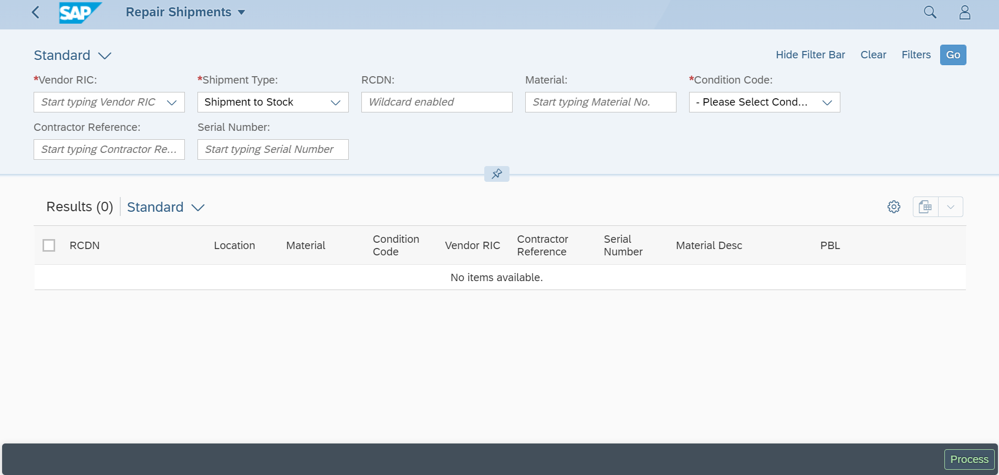 SAP
Repair Shipments
Standard
Hide Filter Bar
Clear
Filters
Go
*Vendor RIC:
*Shipment Type:
RCDN:
Material:
*Condition Code:
Start typing Vendor RIC
Shipment to Stock
Wildcard enabled
Start typing Material No.
- Please Select Cond...
Contractor Reference:
Serial Number:
Start typing Contractor Re...
Start typing Serial Number
Results (0)
Standard
RCDN
Location
Material
Condition
Code
Vendor RIC
Contractor
Reference
Serial
Number
Material Desc
PBL
No items available.
Process